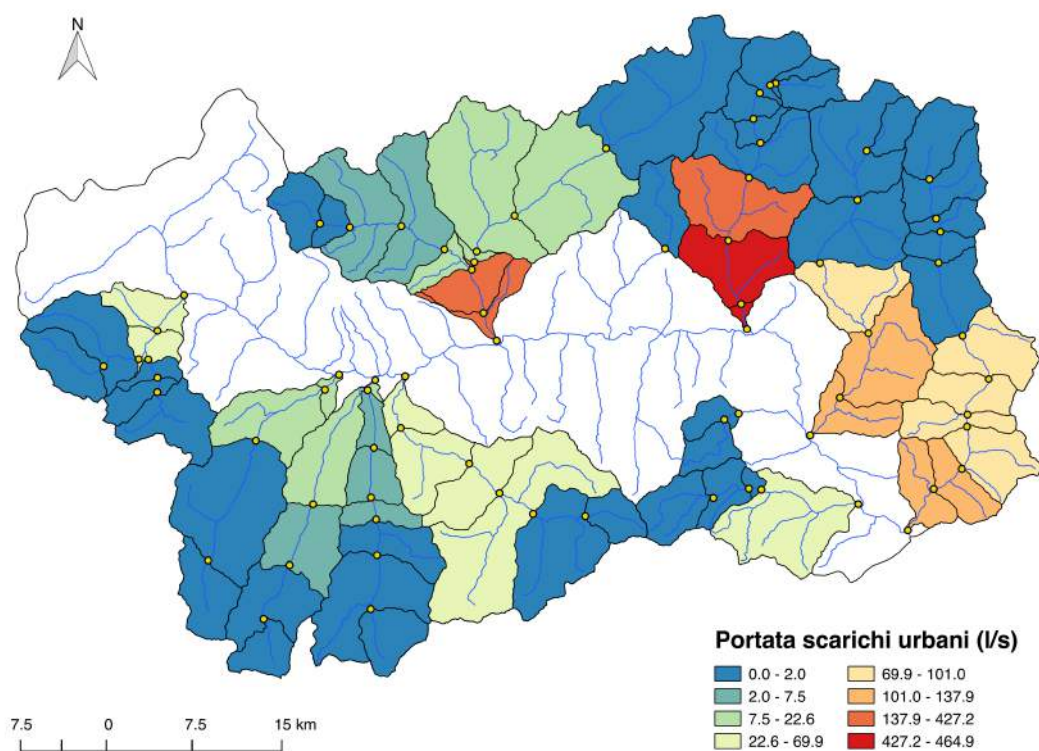 N
Portata scarichi urbani (l/s)
0.0 - 2.0
2.0 - 7.5
7.5 - 22.6
22.6 - 69.9
69.9 - 101.0
101.0 - 137.9
137.9 - 427.2
427.2 - 464.9
7.5 0 7.5 15 km